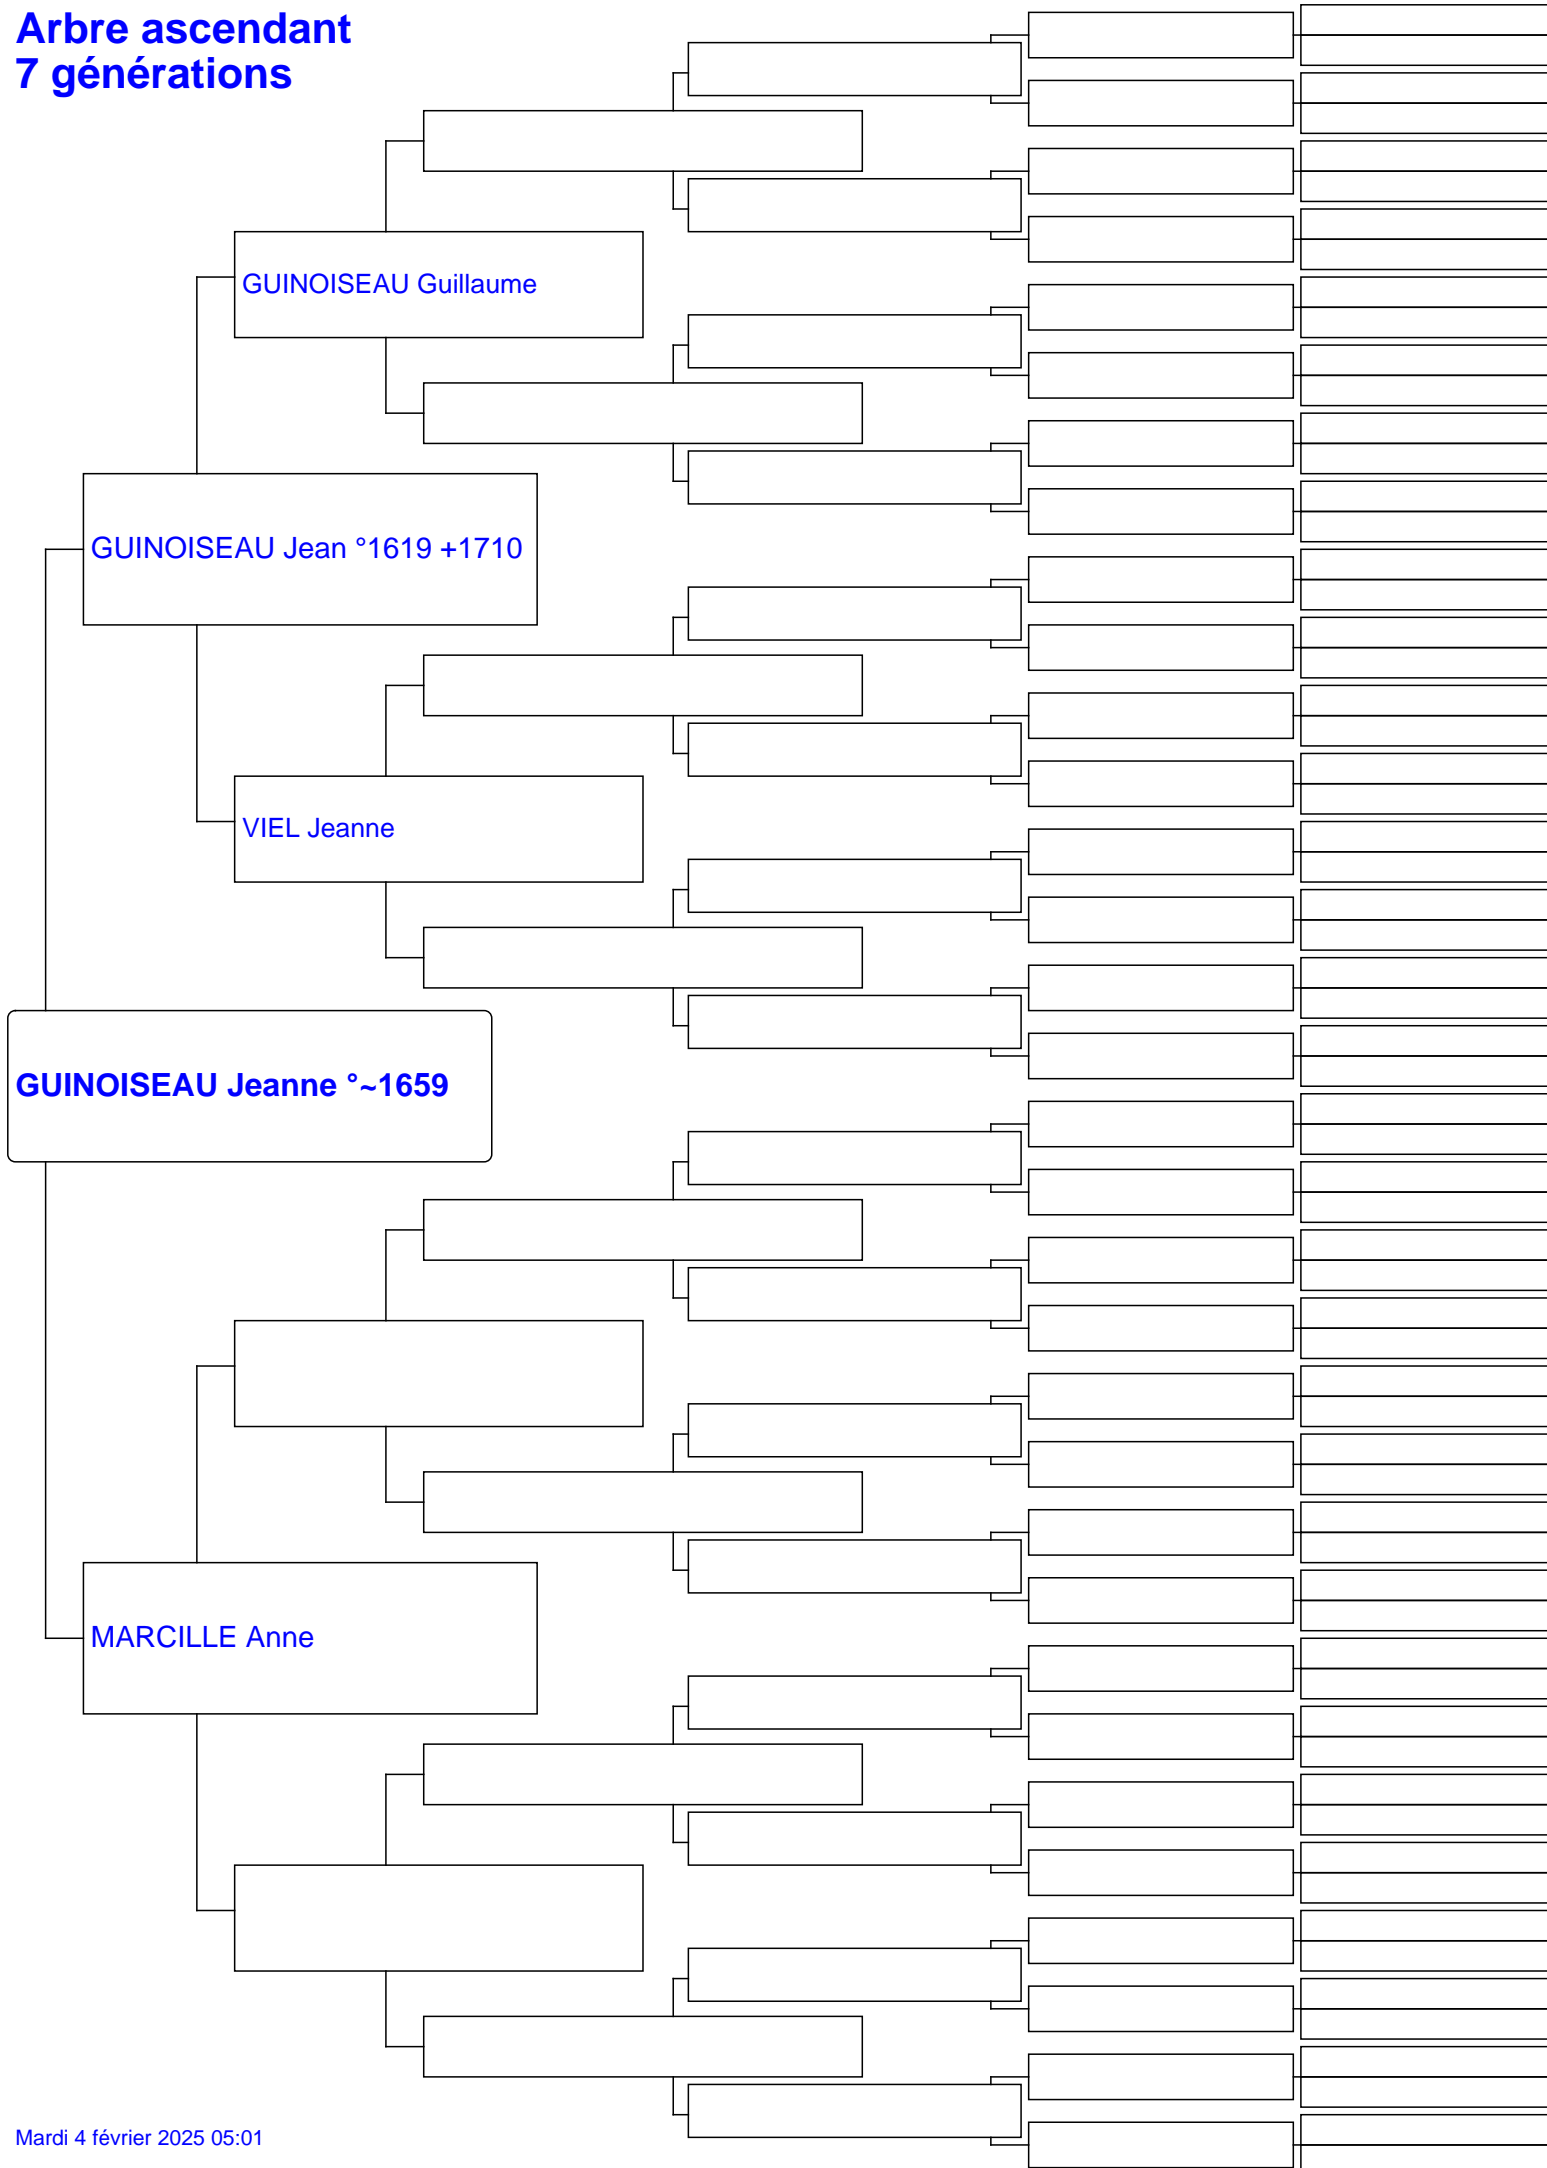 Arbre ascendant
7 générations
GUINOISEAU Guillaume
GUINOISEAU Jean °1619 +1710
VIEL Jeanne
GUINOISEAU Jeanne °~1659
MARCILLE Anne
Mardi 4 février 2025 05:01